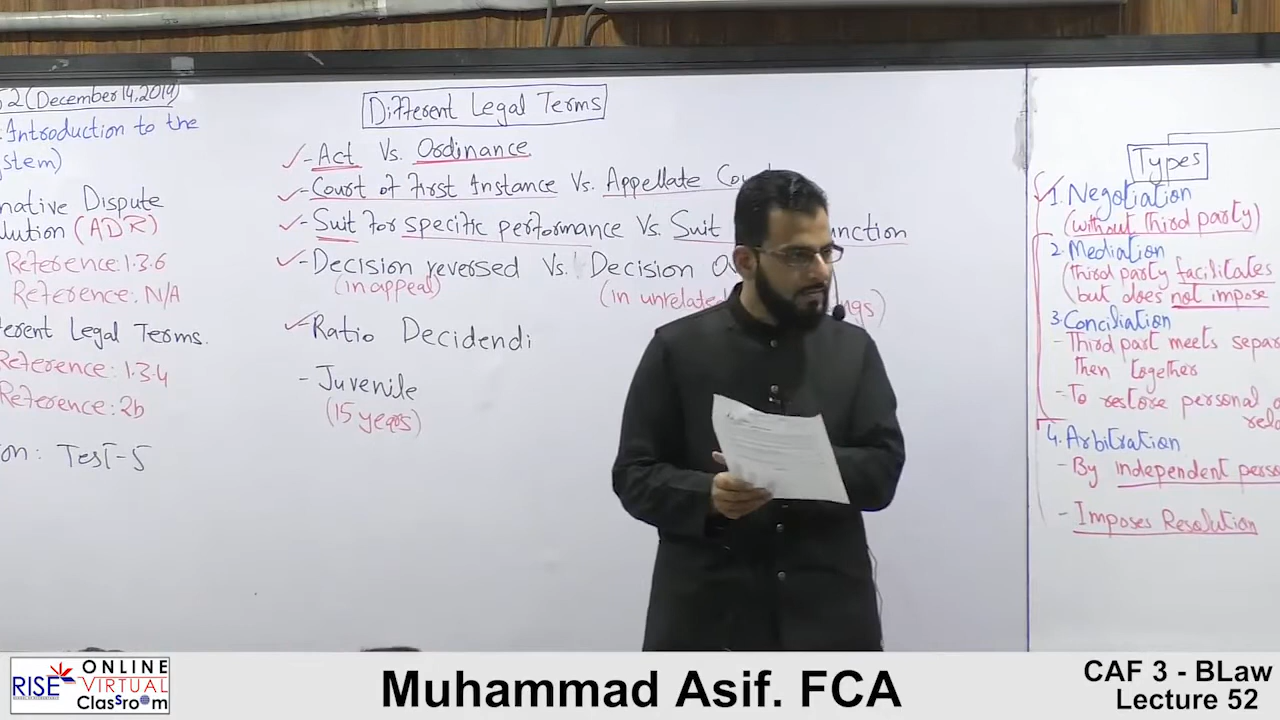 2 (December 14, 2019)
Introduction to the
stem)
native Dispute
lution (ADR)
Reference: 1.3.6
Reference: N/A
erent Legal Terms.
Reference: 1.3.4
Reference: 2b
on: Test-5
Different Legal Terms
- Act Vs. Ordinance
- Court of First Instance Vs. Appellate Cou
- Suit for specific performance Vs. Suit nction
- Decision reversed Vs. Decision O
(in appeal) (in unrelated ngs)
Ratio Decidendi
- Juvenile
(15 years)
Types
1. Negotiation
(without third party)
2. Mediation
(third party facilitates
but does not impose
3. Conciliation
- Third part meets separ
then together
- To restore personal o
rela
4. Arbitration
- By independent perso
- Imposes Resolution
RISE ONLINE
VIRTUAL
ClassroOm
Muhammad Asif. FCA
CAF 3 - BLaw
Lecture 52